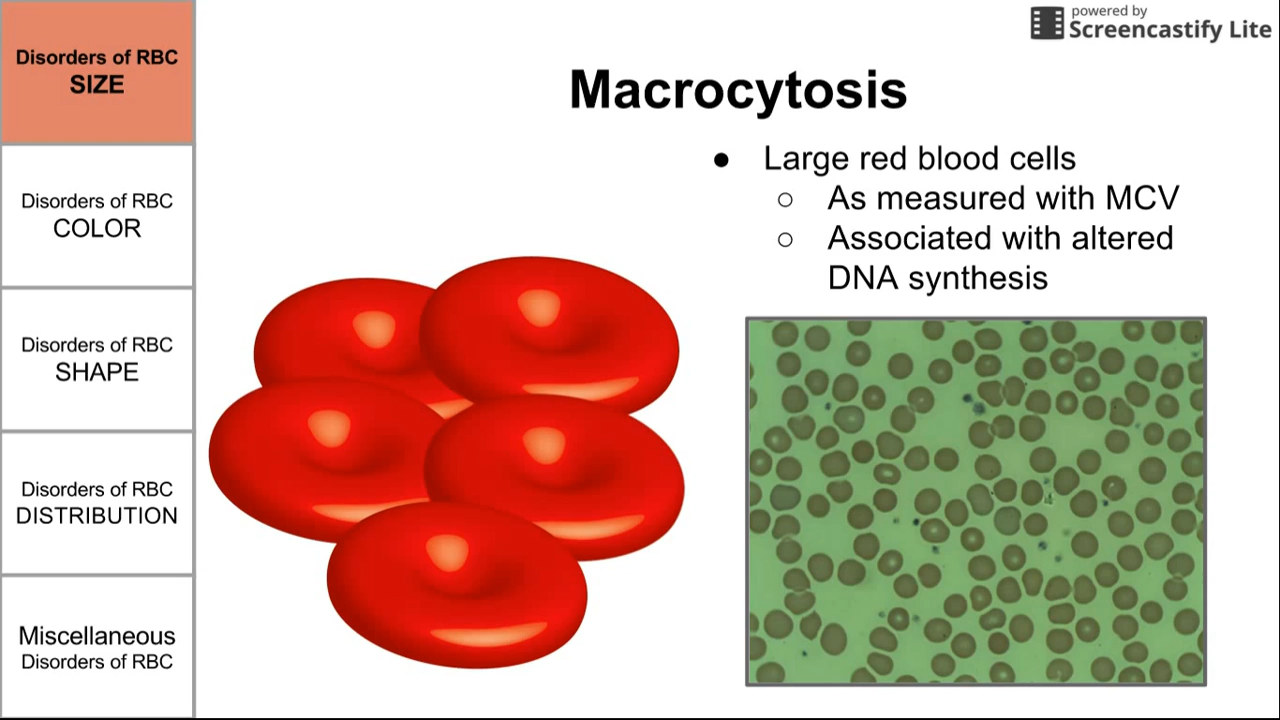 Disorders of RBC
SIZE
Disorders of RBC
COLOR
Disorders of RBC
SHAPE
Disorders of RBC
DISTRIBUTION
Miscellaneous
Disorders of RBC
powered by
Screencastify Lite
Macrocytosis
● Large red blood cells
○ As measured with MCV
○ Associated with altered
DNA synthesis